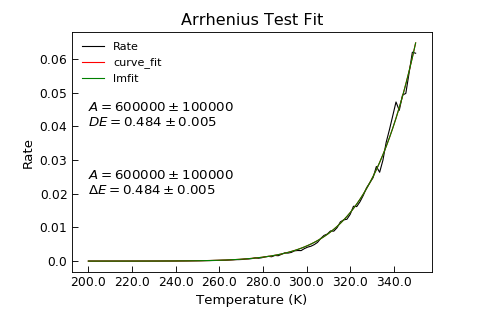 Arrhenius Test Fit
Rate
curve_fit
lmfit
A = 600000 ± 100000
DE = 0.484 ± 0.005
A = 600000 ± 100000
ΔE = 0.484 ± 0.005
Rate
0.06
0.05
0.04
0.03
0.02
0.01
0.0
200.0 220.0 240.0 260.0 280.0 300.0 320.0 340.0
Temperature (K)